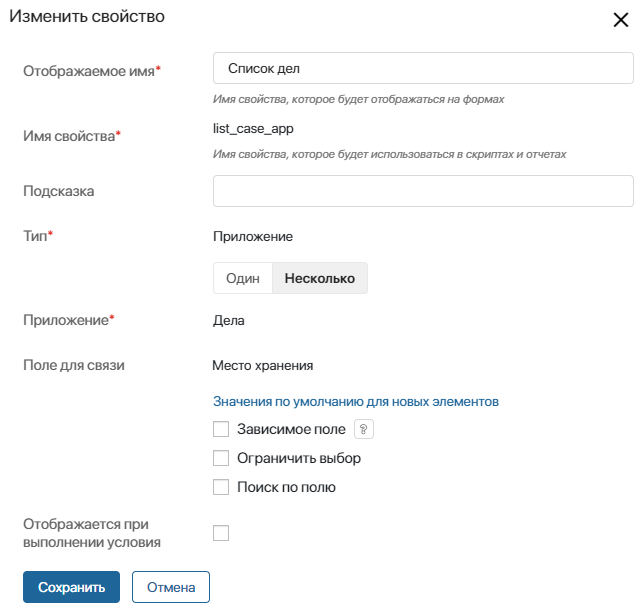 Изменить свойство
Отображаемое имя*
Список дел
Имя свойства, которое будет отображаться на формах
Имя свойства*
list_case_app
Имя свойства, которое будет использоваться в скриптах и отчетах
Подсказка
Тип*
Приложение
Один
Несколько
Приложение*
Дела
Поле для связи
Место хранения
Значения по умолчанию для новых элементов
Зависимое поле ?
Ограничить выбор
Поиск по полю
Отображается при
выполнении условия
Сохранить
Отмена